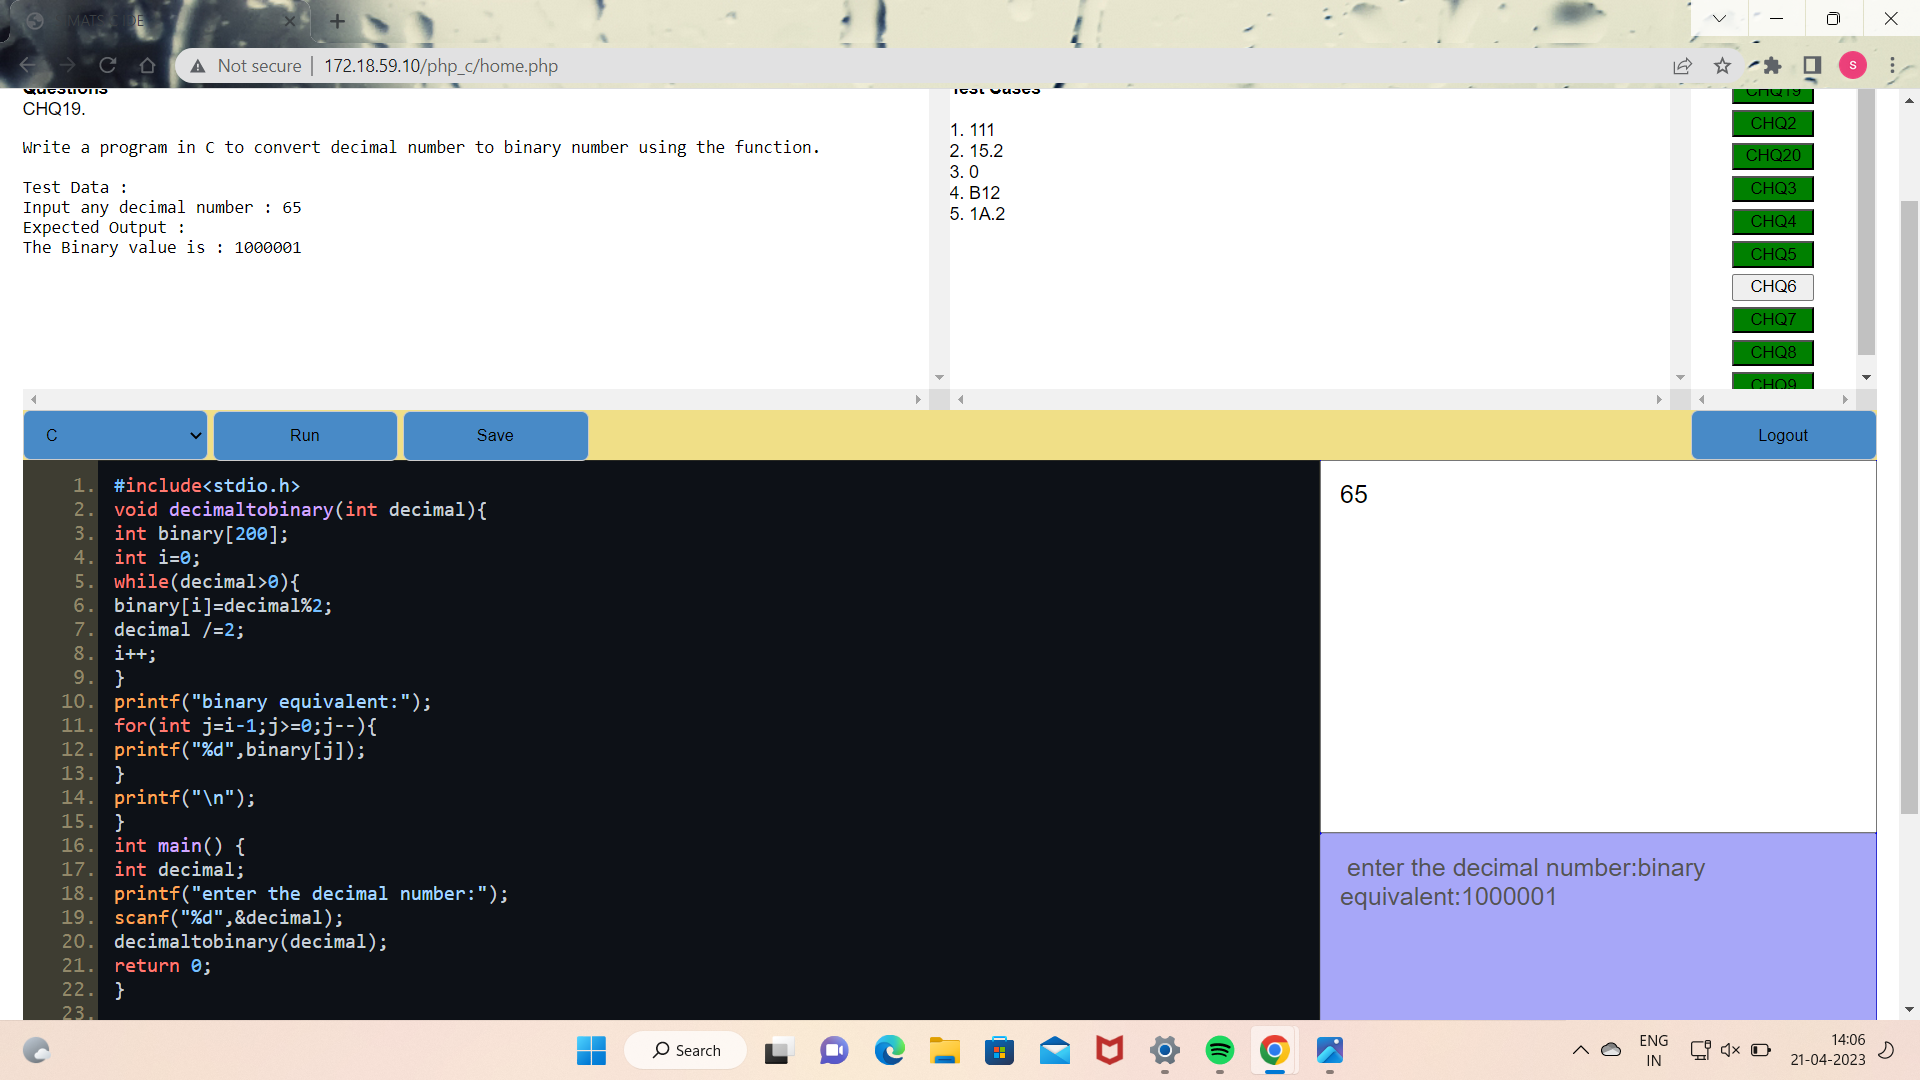 Not secure
172.18.59.10/php_c/home.php
s
Questions
CHQ19.
Write a program in C to convert decimal number to binary number using the function.
Test Data :
Input any decimal number : 65
Expected Output :
The Binary value is : 1000001
Test Cases
1. 111
2. 15.2
3. 0
4. B12
5. 1A.2
CHQ19
CHQ2
CHQ20
CHQ3
CHQ4
CHQ5
CHQ6
CHQ7
CHQ8
CHQ9
C
Run
Save
Logout
1. #include<stdio.h>
2. void decimaltobinary(int decimal){
3. int binary[200];
4. int i=0;
5. while(decimal>0){
6. binary[i]=decimal%2;
7. decimal /=2;
8. i++;
9. }
10. printf("binary equivalent:");
11. for(int j=i-1;j>=0;j--){
12. printf("%d",binary[j]);
13. }
14. printf("\n");
15. }
16. int main() {
17. int decimal;
18. printf("enter the decimal number:");
19. scanf("%d",&decimal);
20. decimaltobinary(decimal);
21. return 0;
22. }
23.
65
enter the decimal number:binary
equivalent:1000001
Search
ENG
IN
14:06
21-04-2023